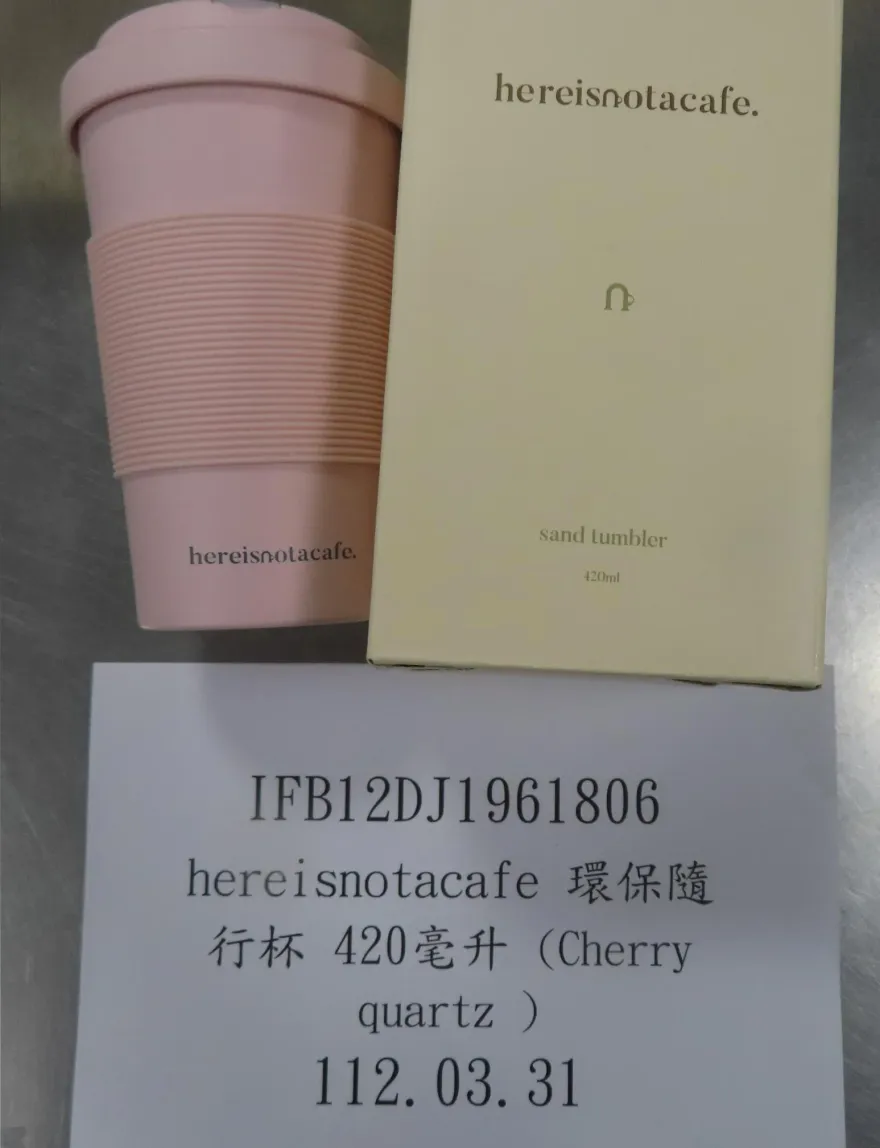 hereisnotacafe.
sand tumbler
420ml
hereisnotacafe.
IFB12DJ1961806
hereisnotacafe 環保隨
行杯 420毫升 (Cherry
quartz )
112.03.31